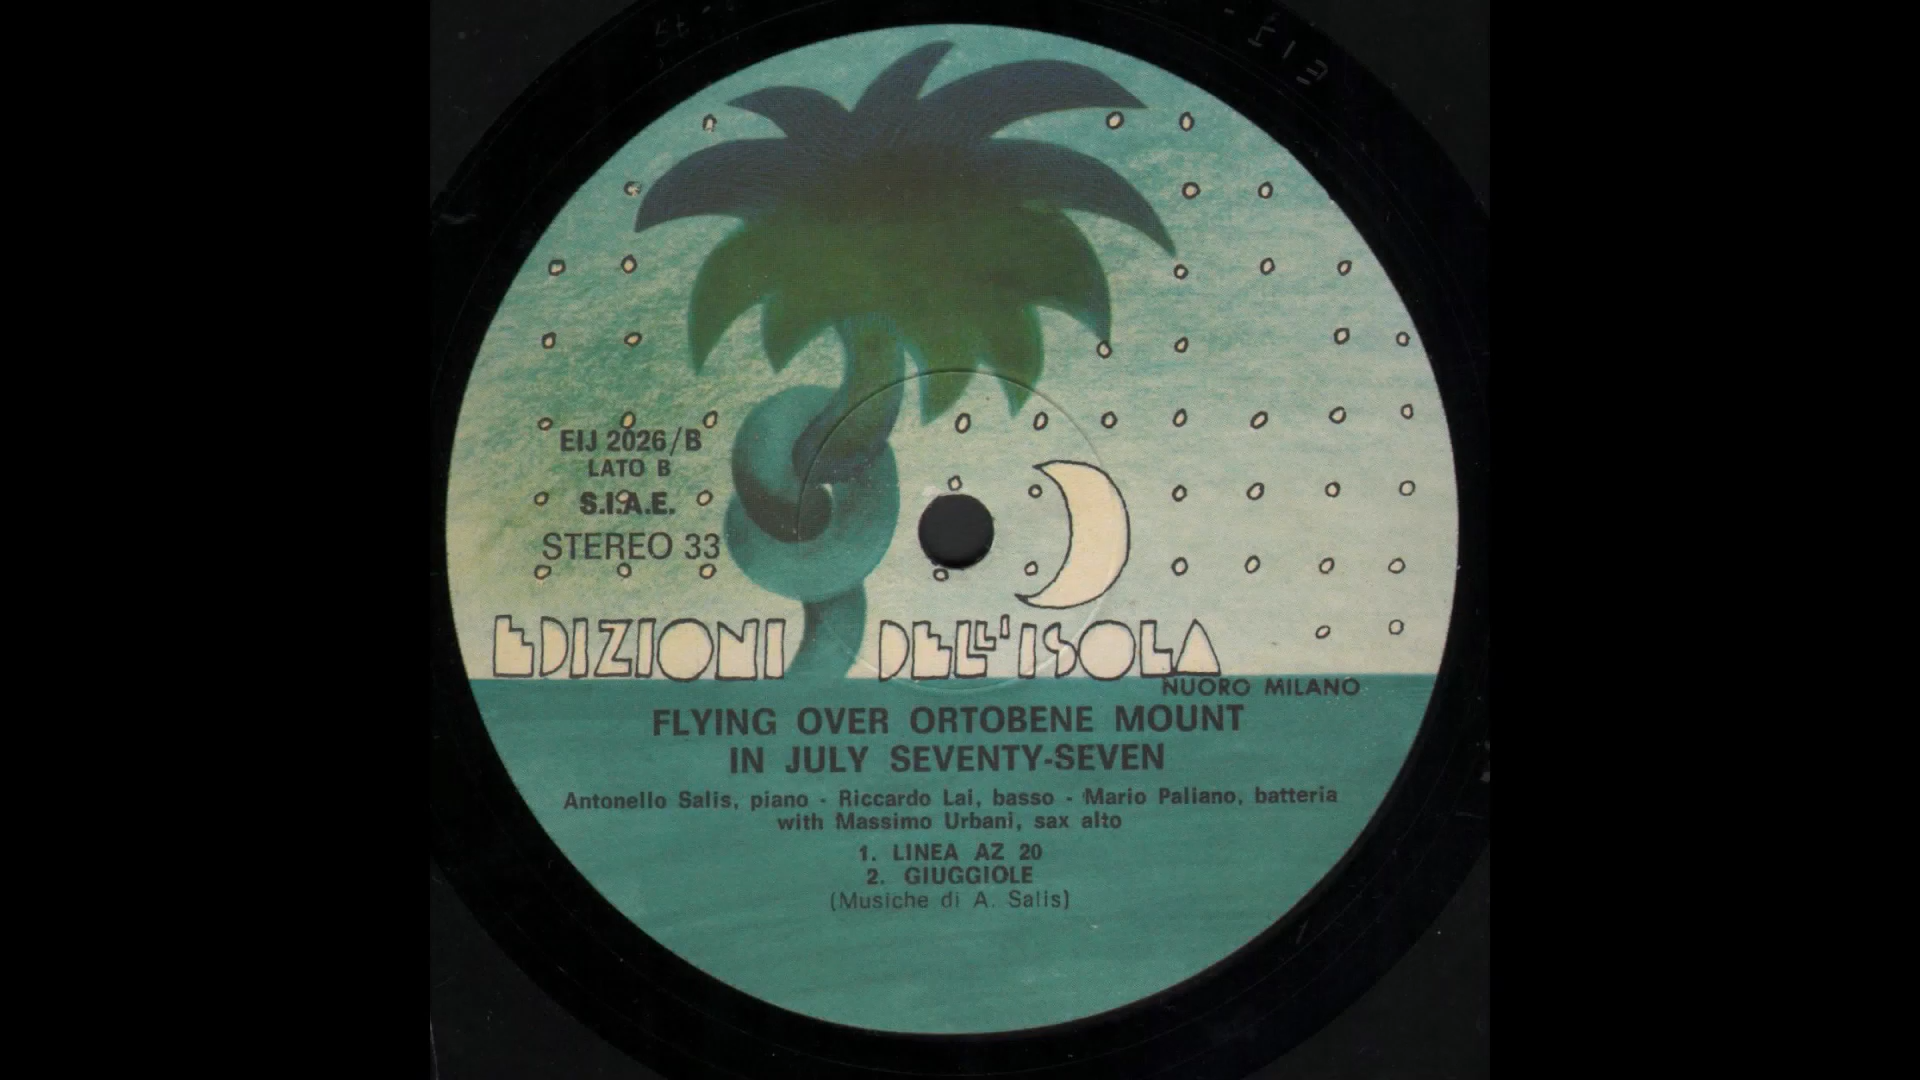 EIJ 2026/B
LATO B
S.I.A.E.
STEREO 33
EDIZIONI DELL'ISOLA
NUORO MILANO
FLYING OVER ORTOBENE MOUNT
IN JULY SEVENTY-SEVEN
Antonello Salis, piano - Riccardo Lai, basso - Mario Paliano, batteria
with Massimo Urbani, sax alto
1. LINEA AZ 20
2. GIUGGIOLE
(Musiche di A. Salis)